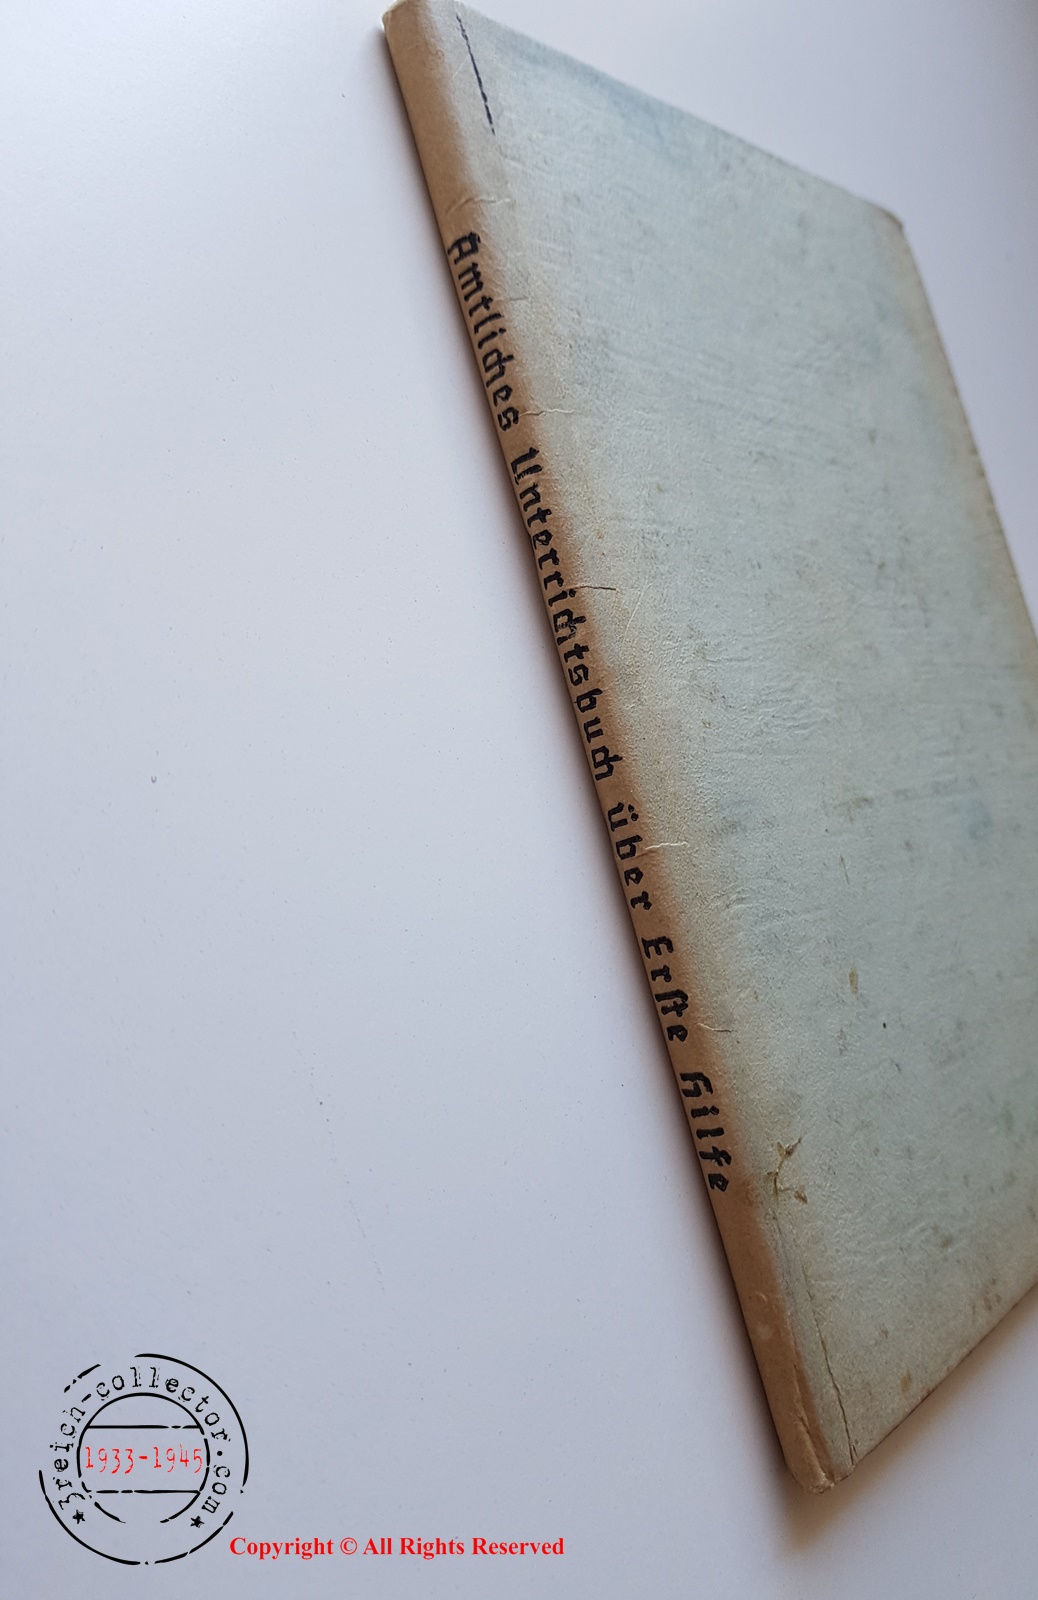 Amtliches Unterrichtsbuch über Erste Hilfe
3reich-collector.com
1933-1945
Copyright © All Rights Reserved